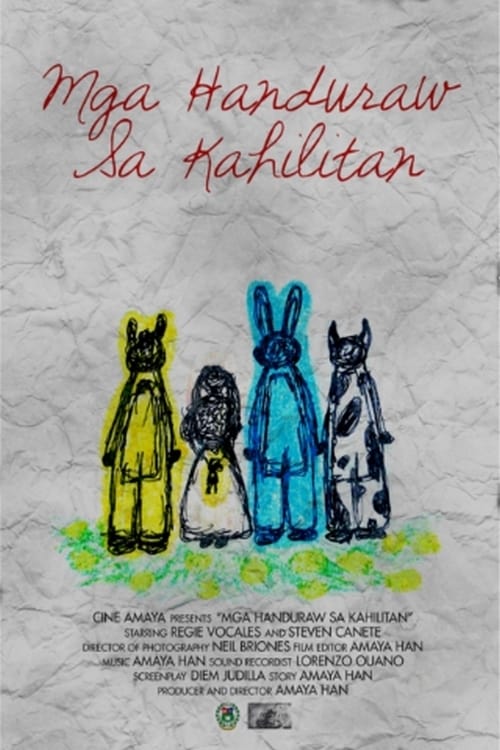 Mga Handuraw
Sa Kahilitan
CINE AMAYA PRESENTS "MGA HANDURAW SA KAHILITAN"
STARRING REGIE VOCALES AND STEVEN CANETE
DIRECTOR OF PHOTOGRAPHY NEIL BRIONES FILM EDITOR AMAYA HAN
MUSIC AMAYA HAN SOUND RECORDIST LORENZO OUANO
SCREENPLAY DIEM JUDILLA STORY AMAYA HAN
PRODUCER AND DIRECTOR AMAYA HAN